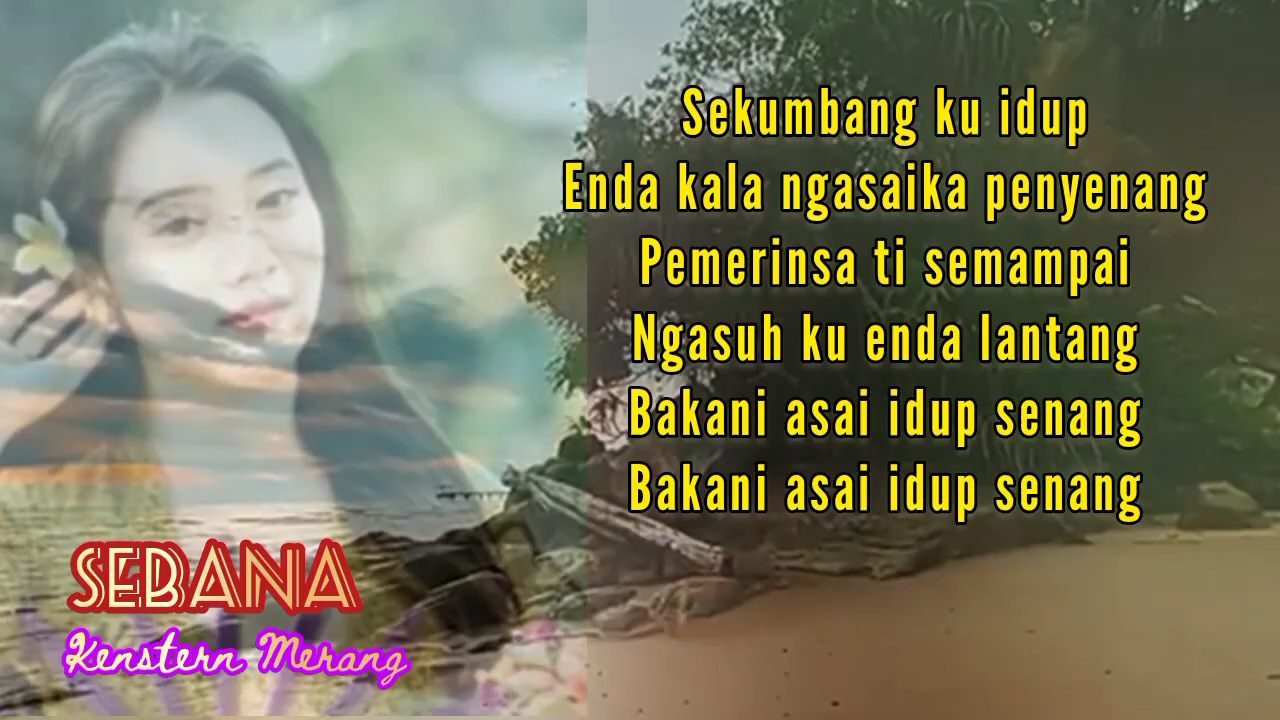 Sekumbang ku idup
Enda kala ngasaika penyenang
Pemerinsa ti semampai
Ngasuh ku enda lantang
Bakani asai idup senang
Bakani asai idup senang
SEBANA
Kenstern Merang